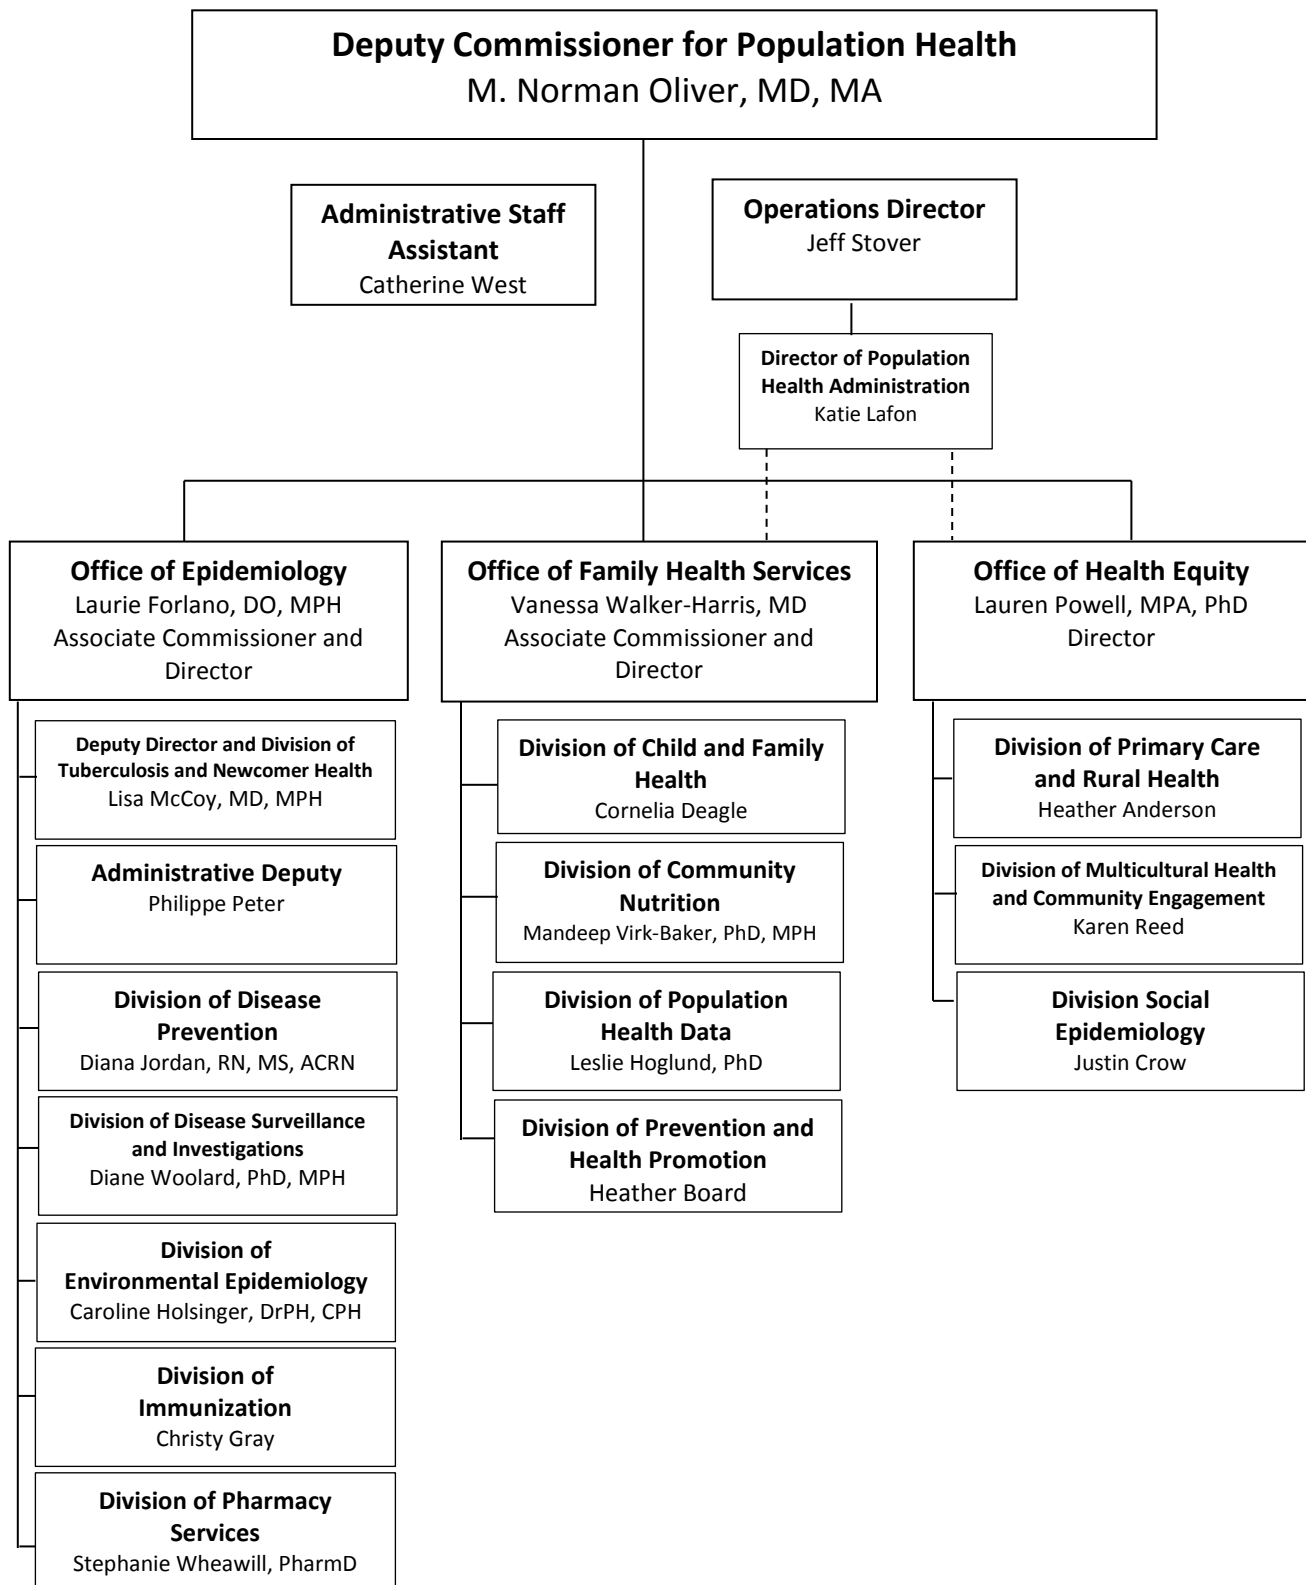 Deputy Commissioner for Population Health
M. Norman Oliver, MD, MA
Administrative Staff
Assistant
Catherine West
Operations Director
Jeff Stover
Director of Population
Health Administration
Katie Lafon
Office of Epidemiology
Laurie Forlano, DO, MPH
Associate Commissioner and
Director
Deputy Director and Division of
Tuberculosis and Newcomer Health
Lisa McCoy, MD, MPH
Administrative Deputy
Philippe Peter
Division of Disease
Prevention
Diana Jordan, RN, MS, ACRN
Division of Disease Surveillance
and Investigations
Diane Woolard, PhD, MPH
Division of
Environmental Epidemiology
Caroline Holsinger, DrPH, CPH
Division of
Immunization
Christy Gray
Division of Pharmacy
Services
Stephanie Wheawill, PharmD
Office of Family Health Services
Vanessa Walker-Harris, MD
Associate Commissioner and
Director
Division of Child and Family
Health
Cornelia Deagle
Division of Community
Nutrition
Mandeep Virk-Baker, PhD, MPH
Division of Population
Health Data
Leslie Hoglund, PhD
Division of Prevention and
Health Promotion
Heather Board
Office of Health Equity
Lauren Powell, MPA, PhD
Director
Division of Primary Care
and Rural Health
Heather Anderson
Division of Multicultural Health
and Community Engagement
Karen Reed
Division Social
Epidemiology
Justin Crow